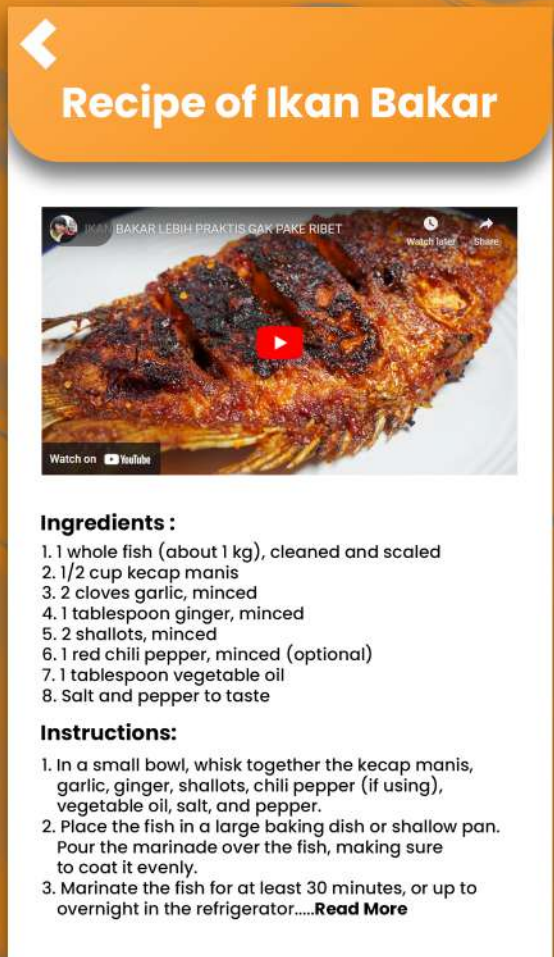 Recipe of Ikan Bakar
IKAN BAKAR LEBIH PRAKTIS GAK PAKE RIBET
Watch later
Share
Watch on YouTube
Ingredients :
1. 1 whole fish (about 1 kg), cleaned and scaled
2. 1/2 cup kecap manis
3. 2 cloves garlic, minced
4. 1 tablespoon ginger, minced
5. 2 shallots, minced
6. 1 red chili pepper, minced (optional)
7. 1 tablespoon vegetable oil
8. Salt and pepper to taste
Instructions:
1. In a small bowl, whisk together the kecap manis,
garlic, ginger, shallots, chili pepper (if using),
vegetable oil, salt, and pepper.
2. Place the fish in a large baking dish or shallow pan.
Pour the marinade over the fish, making sure
to coat it evenly.
3. Marinate the fish for at least 30 minutes, or up to
overnight in the refrigerator.....Read More